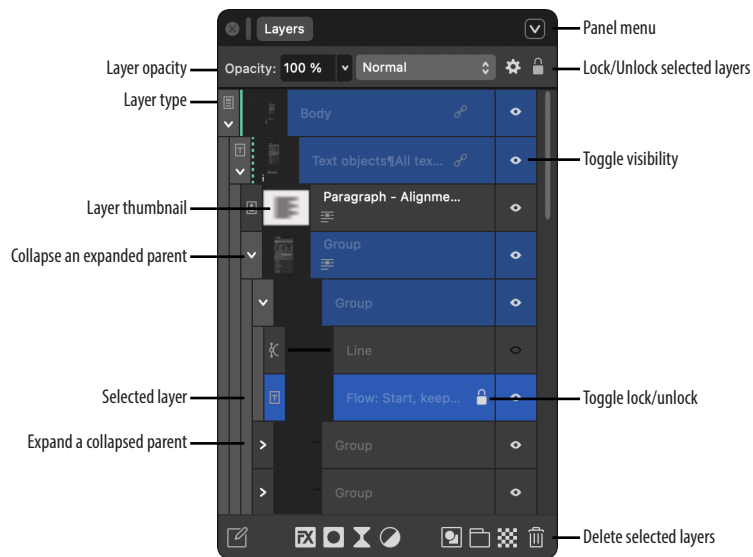 Layers
Panel menu
Layer opacity
Opacity: 100 % Normal
Lock/Unlock selected layers
Layer type
Body
Text objects¶All tex...
Toggle visibility
Layer thumbnail
Paragraph - Alignme...
Collapse an expanded parent
Group
Group
Line
Selected layer
Flow: Start, keep...
Toggle lock/unlock
Expand a collapsed parent
Group
Group
FX
Delete selected layers